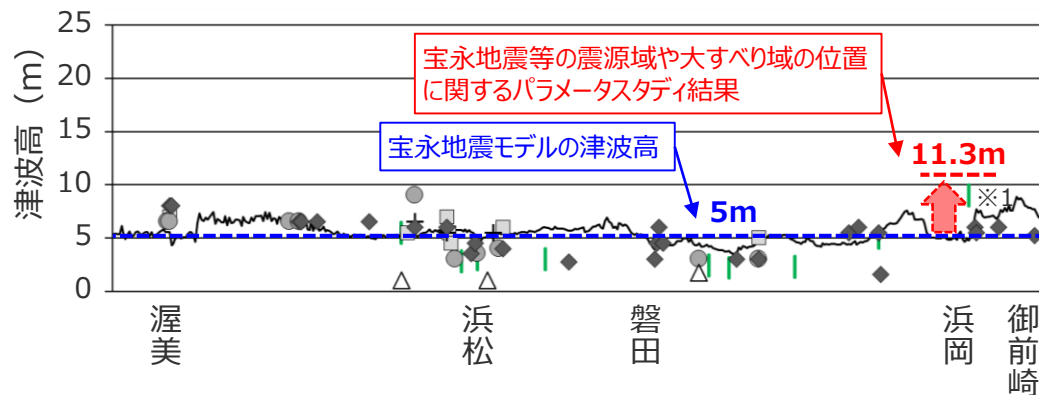 津波高（m）
25
20
15
10
5
0
宝永地震等の震源域や大すべり域の位置
に関するパラメータスタディ結果
宝永地震モデルの津波高
11.3m
5m
※1
渥美
浜松
磐田
浜岡
御前崎